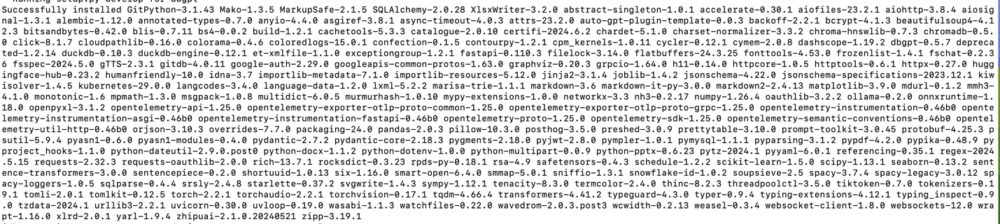 Running setup.py develop for dbgpt
Successfully installed GitPython-3.1.43 Mako-1.3.5 MarkupSafe-2.1.5 SQLAlchemy-2.0.28 XlsxWriter-3.2.0 abstract-singleton-1.0.1 accelerate-0.30.1 aiofiles-23.2.1 aiohttp-3.8.4 aiosig
nal-1.3.1 alembic-1.12.0 annotated-types-0.7.0 anyio-4.4.0 asgiref-3.8.1 async-timeout-4.0.3 attrs-23.2.0 auto-gpt-plugin-template-0.0.3 backoff-2.2.1 bcrypt-4.1.3 beautifulsoup4-4.1
2.3 bitsandbytes-0.42.0 blis-0.7.11 bs4-0.0.2 build-1.2.1 cachetools-5.3.3 catalogue-2.0.10 certifi-2024.6.2 chardet-5.1.0 charset-normalizer-3.3.2 chroma-hnswlib-0.7.3 chromadb-0.5.
0 click-8.1.7 cloudpathlib-0.16.0 colorama-0.4.6 coloredlogs-15.0.1 confection-0.1.5 contourpy-1.2.1 cpm_kernels-1.0.11 cycler-0.12.1 cymem-2.0.8 dashscope-1.19.2 dbgpt-0.5.7 depreca
ted-1.2.14 duckdb-0.10.3 duckdb-engine-0.12.1 et-xmlfile-1.1.0 exceptiongroup-1.2.1 fastapi-0.110.3 filelock-3.14.0 flatbuffers-24.3.25 fonttools-4.53.0 frozenlist-1.4.1 fschat-0.2.3
6 fsspec-2024.5.0 gTTS-2.3.1 gitdb-4.0.11 google-auth-2.29.0 googleapis-common-protos-1.63.0 graphviz-0.20.3 grpcio-1.64.0 h11-0.14.0 httpcore-1.0.5 httptools-0.6.1 httpx-0.27.0 hugg
ingface-hub-0.23.2 humanfriendly-10.0 idna-3.7 importlib-metadata-7.1.0 importlib-resources-5.12.0 jinja2-3.1.4 joblib-1.4.2 jsonschema-4.22.0 jsonschema-specifications-2023.12.1 kiw
isolver-1.4.5 kubernetes-29.0.0 langcodes-3.4.0 language-data-1.2.0 lxml-5.2.2 marisa-trie-1.1.1 markdown-3.6 markdown-it-py-3.0.0 markdown2-2.4.13 matplotlib-3.9.0 mdurl-0.1.2 mmh3-
4.1.0 monotonic-1.6 mpmath-1.3.0 msgpack-1.0.8 multidict-6.0.5 murmurhash-1.0.10 mypy-extensions-1.0.0 networkx-3.3 nh3-0.2.17 numpy-1.26.4 oauthlib-3.2.2 ollama-0.2.0 onnxruntime-1.
18.0 openpyxl-3.1.2 opentelemetry-api-1.25.0 opentelemetry-exporter-otlp-proto-common-1.25.0 opentelemetry-exporter-otlp-proto-grpc-1.25.0 opentelemetry-instrumentation-0.46b0 opente
lemetry-instrumentation-asgi-0.46b0 opentelemetry-instrumentation-fastapi-0.46b0 opentelemetry-proto-1.25.0 opentelemetry-sdk-1.25.0 opentelemetry-semantic-conventions-0.46b0 opentel
emetry-util-http-0.46b0 orjson-3.10.3 overrides-7.7.0 packaging-24.0 pandas-2.0.3 pillow-10.3.0 posthog-3.5.0 preshed-3.0.9 prettytable-3.10.0 prompt-toolkit-3.0.45 protobuf-4.25.3 p
sutil-5.9.4 pyasn1-0.6.0 pyasn1-modules-0.4.0 pydantic-2.7.2 pydantic-core-2.18.3 pygments-2.18.0 pyjwt-2.8.0 pympler-1.0.1 pymysql-1.1.1 pyparsing-3.1.2 pypdf-4.2.0 pypika-0.48.9 py
project_hooks-1.1.0 python-dateutil-2.9.0.post0 python-docx-1.1.2 python-dotenv-1.0.0 python-multipart-0.0.9 python-pptx-0.6.23 pytz-2024.1 pyyaml-6.0.1 referencing-0.35.1 regex-2024
.5.15 requests-2.32.3 requests-oauthlib-2.0.0 rich-13.7.1 rocksdict-0.3.23 rpds-py-0.18.1 rsa-4.9 safetensors-0.4.3 schedule-1.2.2 scikit-learn-1.5.0 scipy-1.13.1 seaborn-0.13.2 sent
ence-transformers-3.0.0 sentencepiece-0.2.0 shortuuid-1.0.13 six-1.16.0 smart-open-6.4.0 smmap-5.0.1 sniffio-1.3.1 snowflake-id-1.0.2 soupsieve-2.5 spacy-3.7.4 spacy-legacy-3.0.12 sp
acy-loggers-1.0.5 sqlparse-0.4.4 srsly-2.4.8 starlette-0.37.2 svgwrite-1.4.3 sympy-1.12.1 tenacity-8.3.0 termcolor-2.4.0 thinc-8.2.3 threadpoolctl-3.5.0 tiktoken-0.7.0 tokenizers-0.1
9.1 tomli-2.0.1 tomlkit-0.12.5 torch-2.2.1 torchaudio-2.2.1 torchvision-0.17.1 tqdm-4.66.4 transformers-4.41.2 typeguard-4.3.0 typer-0.9.4 typing-extensions-4.12.1 typing_inspect-0.9
.0 tzdata-2024.1 urllib3-2.2.1 uvicorn-0.30.0 uvloop-0.19.0 wasabi-1.1.3 watchfiles-0.22.0 wavedrom-2.0.3.post3 wcwidth-0.2.13 weasel-0.3.4 websocket-client-1.8.0 websockets-12.0 wra
pt-1.16.0 xlrd-2.0.1 yarl-1.9.4 zhipuai-2.1.0.20240521 zipp-3.19.1